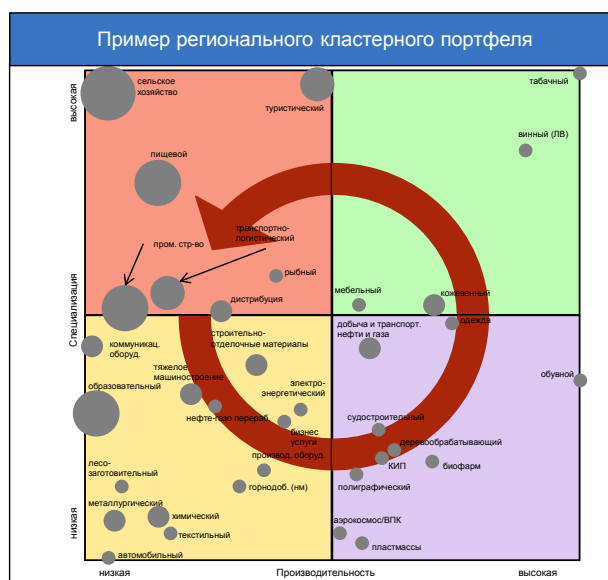 Пример регионального кластерного портфеля
высокая
Специализация
низкая
сельское
хозяйство
туристический
табачный
винный (ЛВ)
пищевой
транспортно-
логистический
пром. стр-во
рыбный
дистрибуция
мебельный
кожевенный
одежда
добыча и транспорт.
нефти и газа
строительно-
отделочные материалы
коммуникац.
оборуд.
тяжелое
машиностроение
образовательный
электро-
энергетический
нефте-газо перераб.
бизнес
услуги
обувной
судостроительный
деревообрабатывающий
КИП
биофарм
полиграфический
производ. оборуд.
горнодоб. (нм)
лесо-
заготовительный
металлургический
химический
текстильный
автомобильный
аэрокосмос/ВПК
пластмассы
низкая
Производительность
высокая